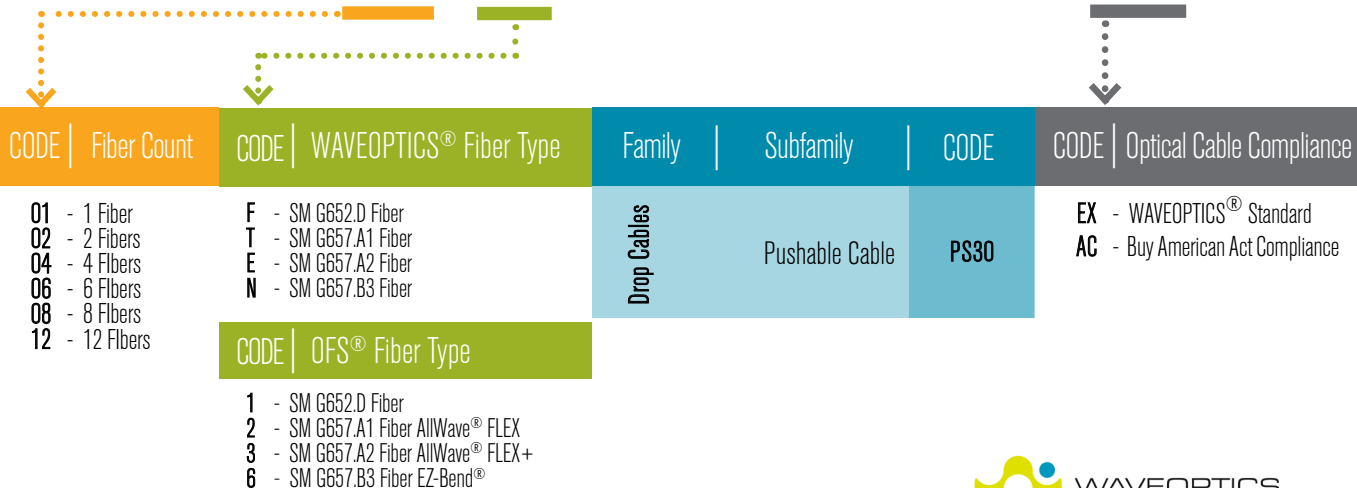 CODE | Fiber Count
01 - 1 Fiber
02 - 2 Fibers
04 - 4 FIbers
06 - 6 FIbers
08 - 8 FIbers
12 - 12 FIbers
CODE | WAVEOPTICS® Fiber Type
F - SM G652.D Fiber
T - SM G657.A1 Fiber
E - SM G657.A2 Fiber
N - SM G657.B3 Fiber
CODE | OFS® Fiber Type
1 - SM G652.D Fiber
2 - SM G657.A1 Fiber AllWave® FLEX
3 - SM G657.A2 Fiber AllWave® FLEX+
6 - SM G657.B3 Fiber EZ-Bend®
Family | Subfamily | CODE
Drop Cables
Pushable Cable
PS30
CODE | Optical Cable Compliance
EX - WAVEOPTICS® Standard
AC - Buy American Act Compliance
WAVEOPTICS